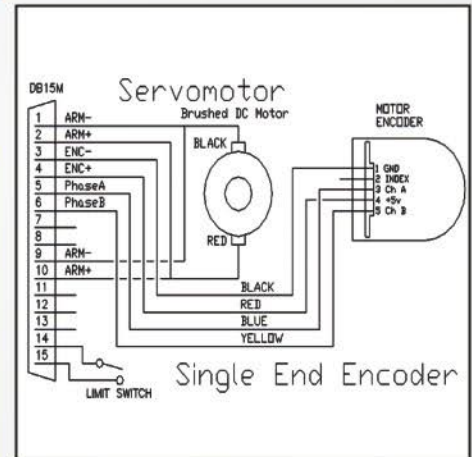 Servomotor
Brushed DC Motor
DB15M
1 ARM-
2 ARM+
3 ENC-
4 ENC+
5 PhaseA
6 PhaseB
7
8
9 ARM-
10 ARM+
11
12
13
14
15
BLACK
RED
MOTOR
ENCODER
1 GND
2 INDEX
3 Ch A
4 +5v
5 Ch B
BLACK
RED
BLUE
YELLOW
LIMIT SWITCH
Single End Encoder